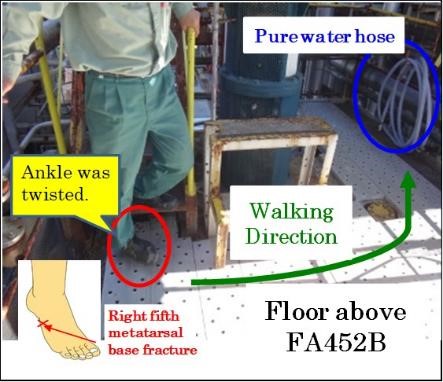 Pure water hose
Ankle was
twisted.
Walking
Direction
Right fifth
metatarsal
base fracture
Floor above
FA452B